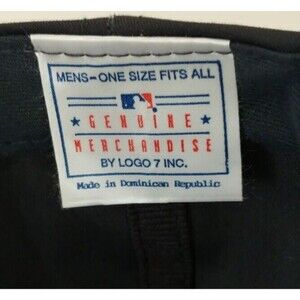 MENS-ONE SIZE FITS ALL
GENUINE
MERCHANDISE
BY LOGO 7 INC.
Made in Dominican Republic